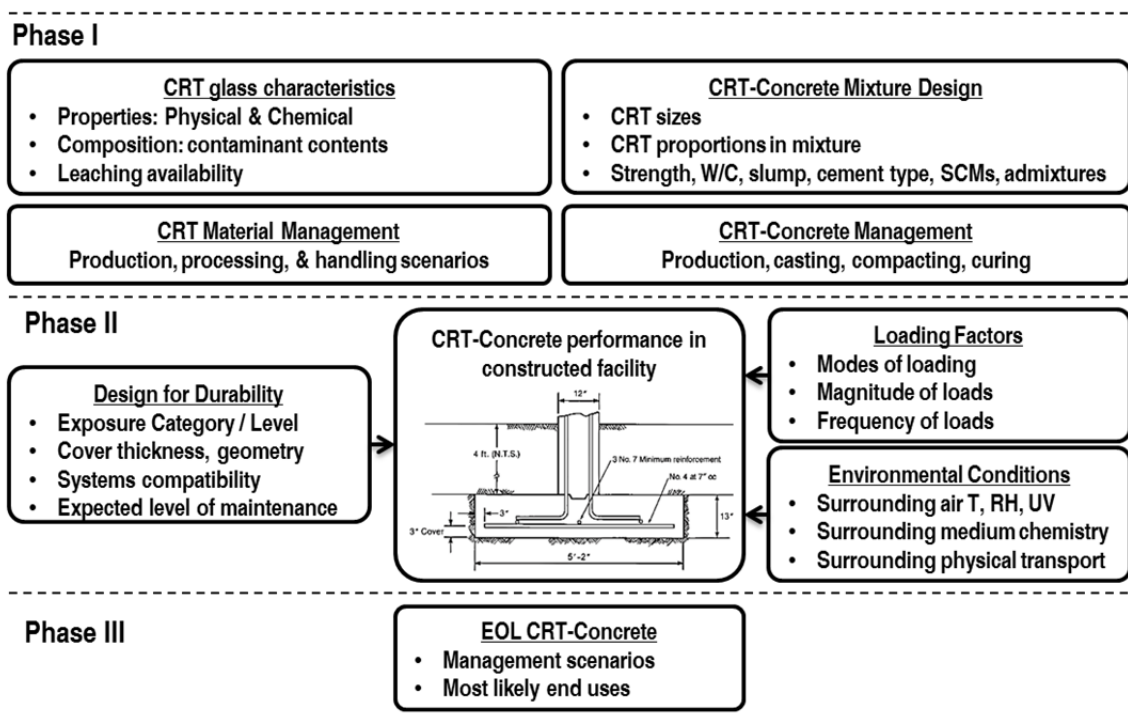 Phase I
CRT glass characteristics
• Properties: Physical & Chemical
• Composition: contaminant contents
• Leaching availability
CRT-Concrete Mixture Design
• CRT sizes
• CRT proportions in mixture
• Strength, W/C, slump, cement type, SCMs, admixtures
CRT Material Management
Production, processing, & handling scenarios
CRT-Concrete Management
Production, casting, compacting, curing
Phase II
Design for Durability
• Exposure Category / Level
• Cover thickness, geometry
• Systems compatibility
• Expected level of maintenance
CRT-Concrete performance in
constructed facility
12"
4 ft. (N.T.S.)
3 No. 7 Minimum reinforcement
No. 4 at 7" oc
3"
3" Cover
13"
5'-2"
Loading Factors
• Modes of loading
• Magnitude of loads
• Frequency of loads
Environmental Conditions
• Surrounding air T, RH, UV
• Surrounding medium chemistry
• Surrounding physical transport
Phase III
EOL CRT-Concrete
• Management scenarios
• Most likely end uses